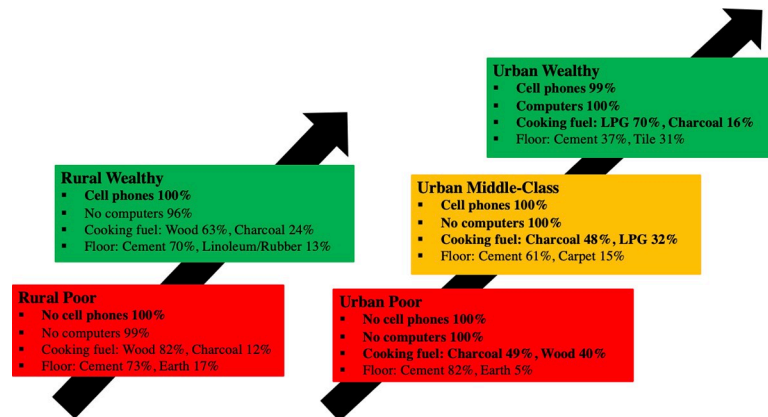 Urban Wealthy
▪ Cell phones 99%
▪ Computers 100%
▪ Cooking fuel: LPG 70%, Charcoal 16%
▪ Floor: Cement 37%, Tile 31%
Rural Wealthy
▪ Cell phones 100%
▪ No computers 96%
▪ Cooking fuel: Wood 63%, Charcoal 24%
▪ Floor: Cement 70%, Linoleum/Rubber 13%
Urban Middle-Class
▪ Cell phones 100%
▪ No computers 100%
▪ Cooking fuel: Charcoal 48%, LPG 32%
▪ Floor: Cement 61%, Carpet 15%
Rural Poor
▪ No cell phones 100%
▪ No computers 99%
▪ Cooking fuel: Wood 82%, Charcoal 12%
▪ Floor: Cement 73%, Earth 17%
Urban Poor
▪ No cell phones 100%
▪ No computers 100%
▪ Cooking fuel: Charcoal 49%, Wood 40%
▪ Floor: Cement 82%, Earth 5%